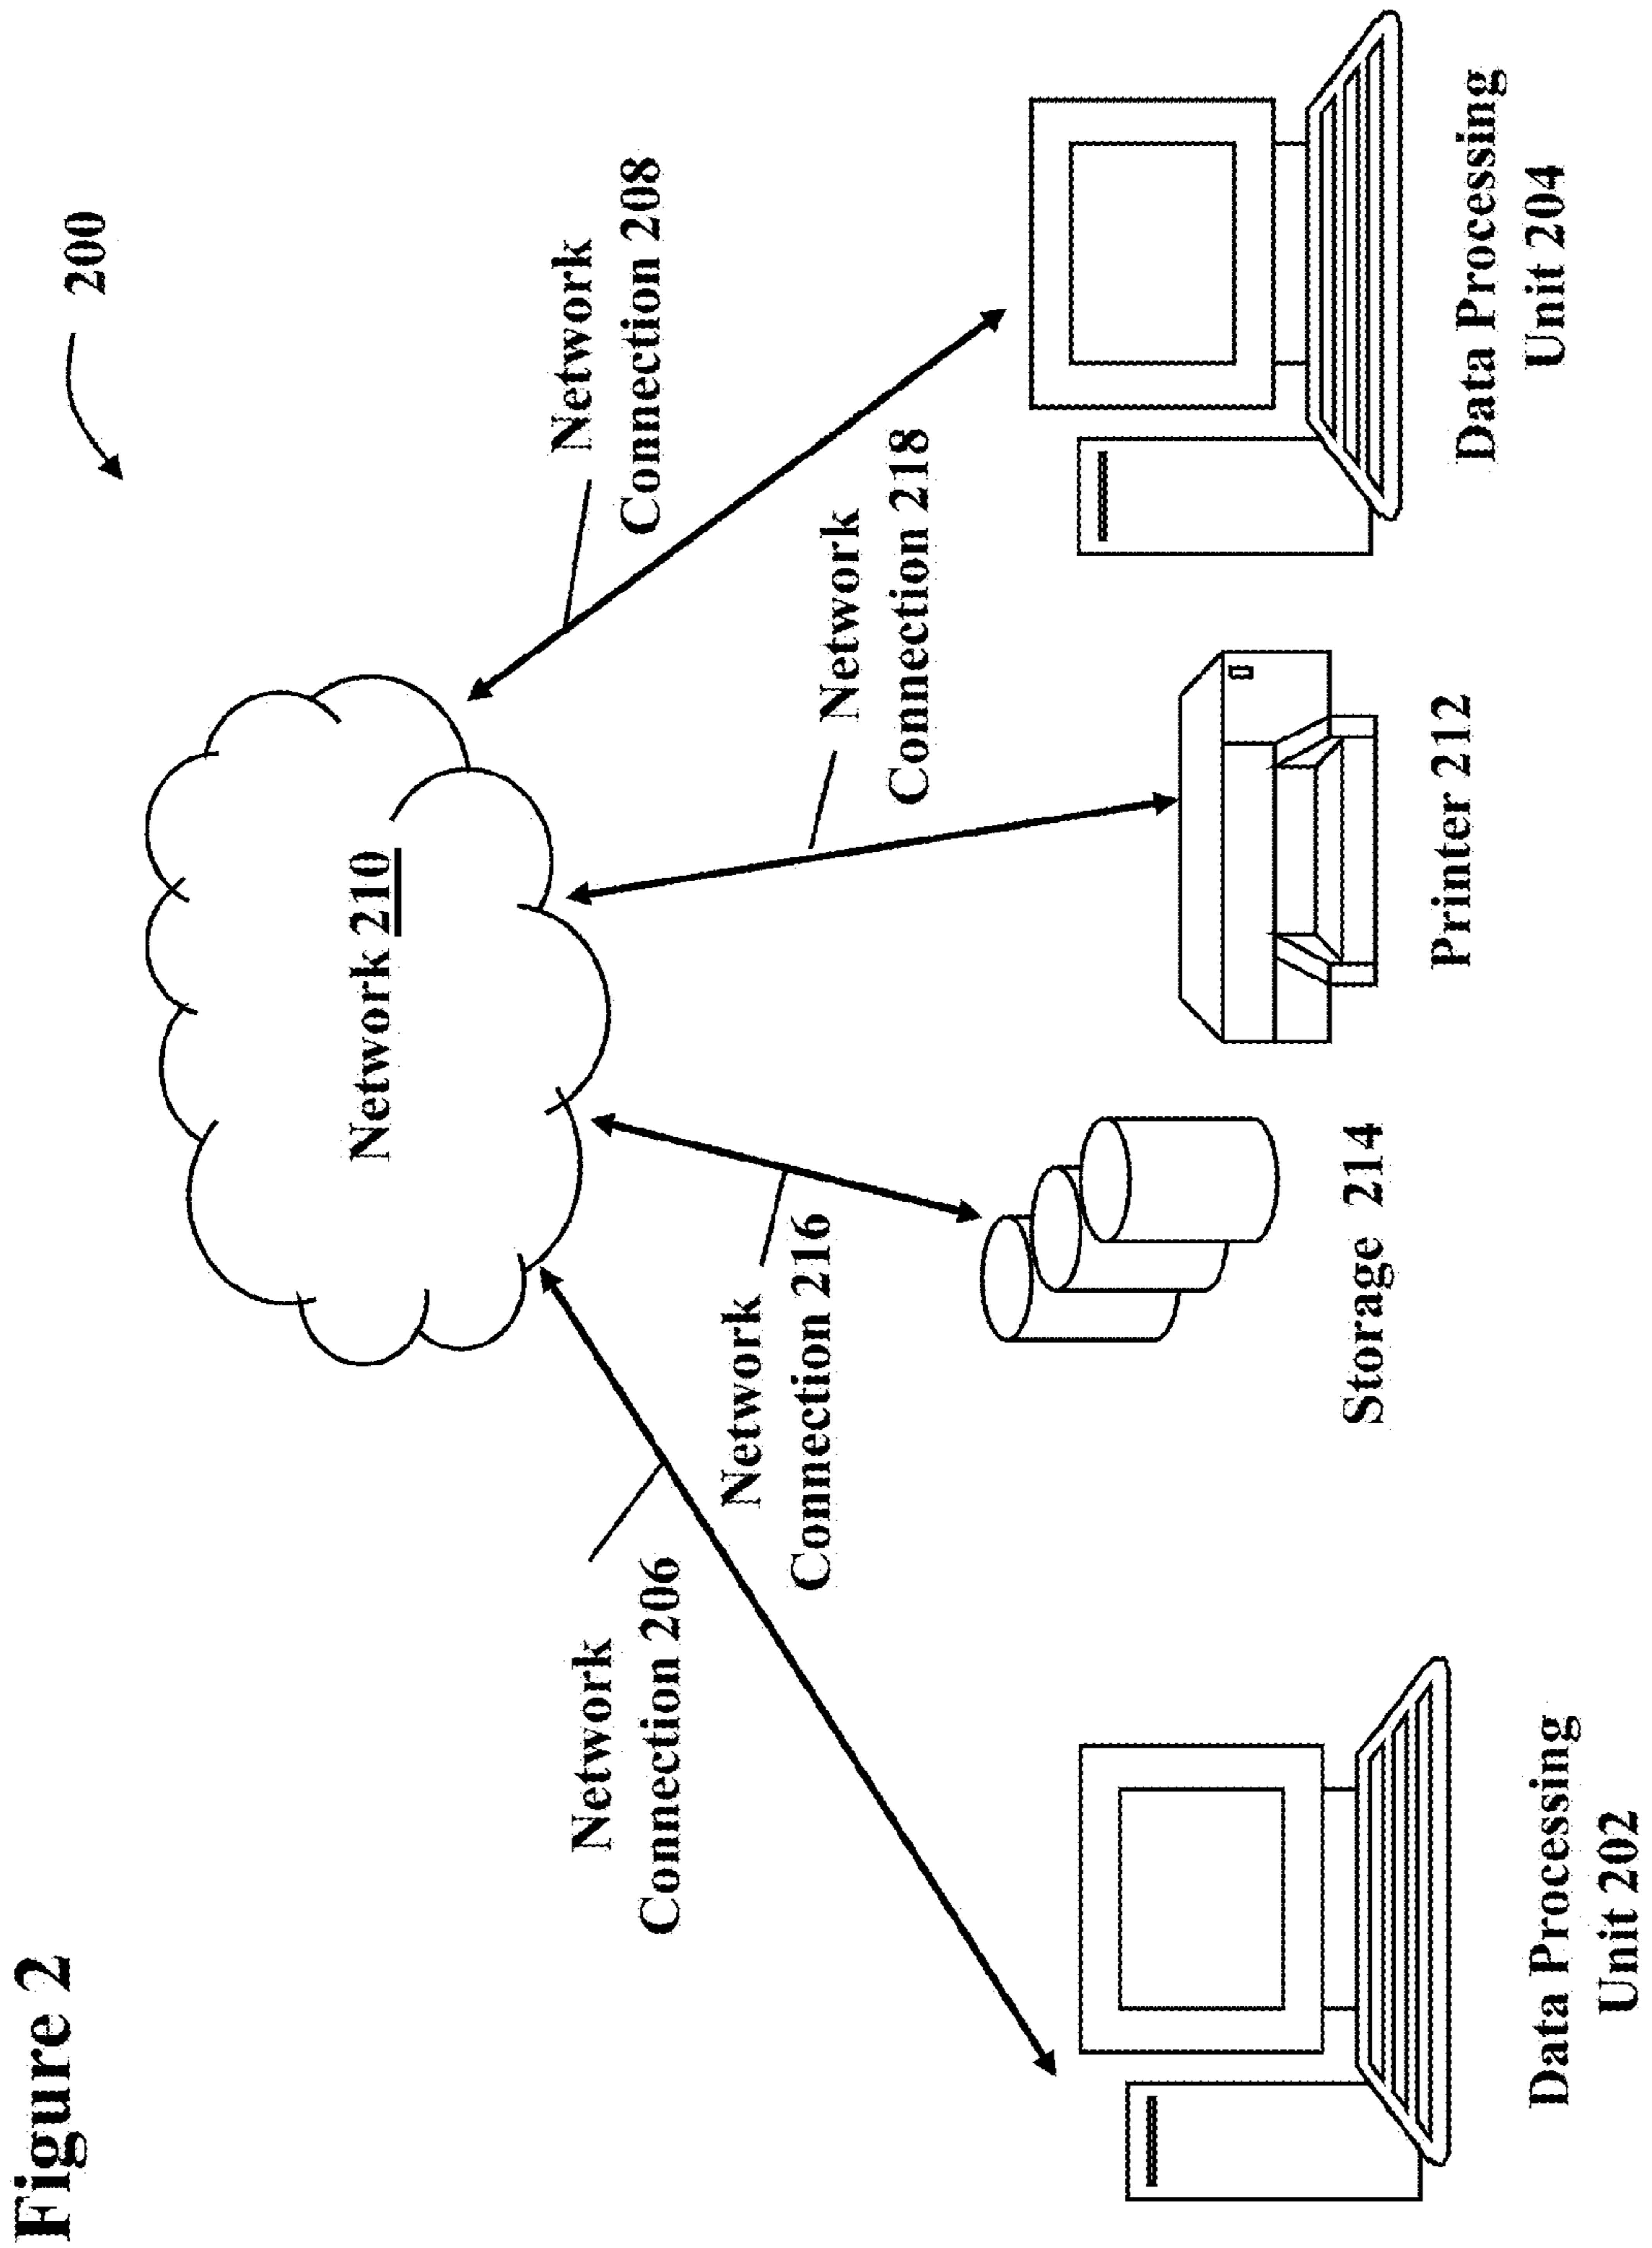 Figure 2
200
Network 210
Network
Connection 206
Network
Connection 216
Network
Connection 218
Network
Connection 208
Data Processing
Unit 202
Storage 214
Printer 212
Data Processing
Unit 204